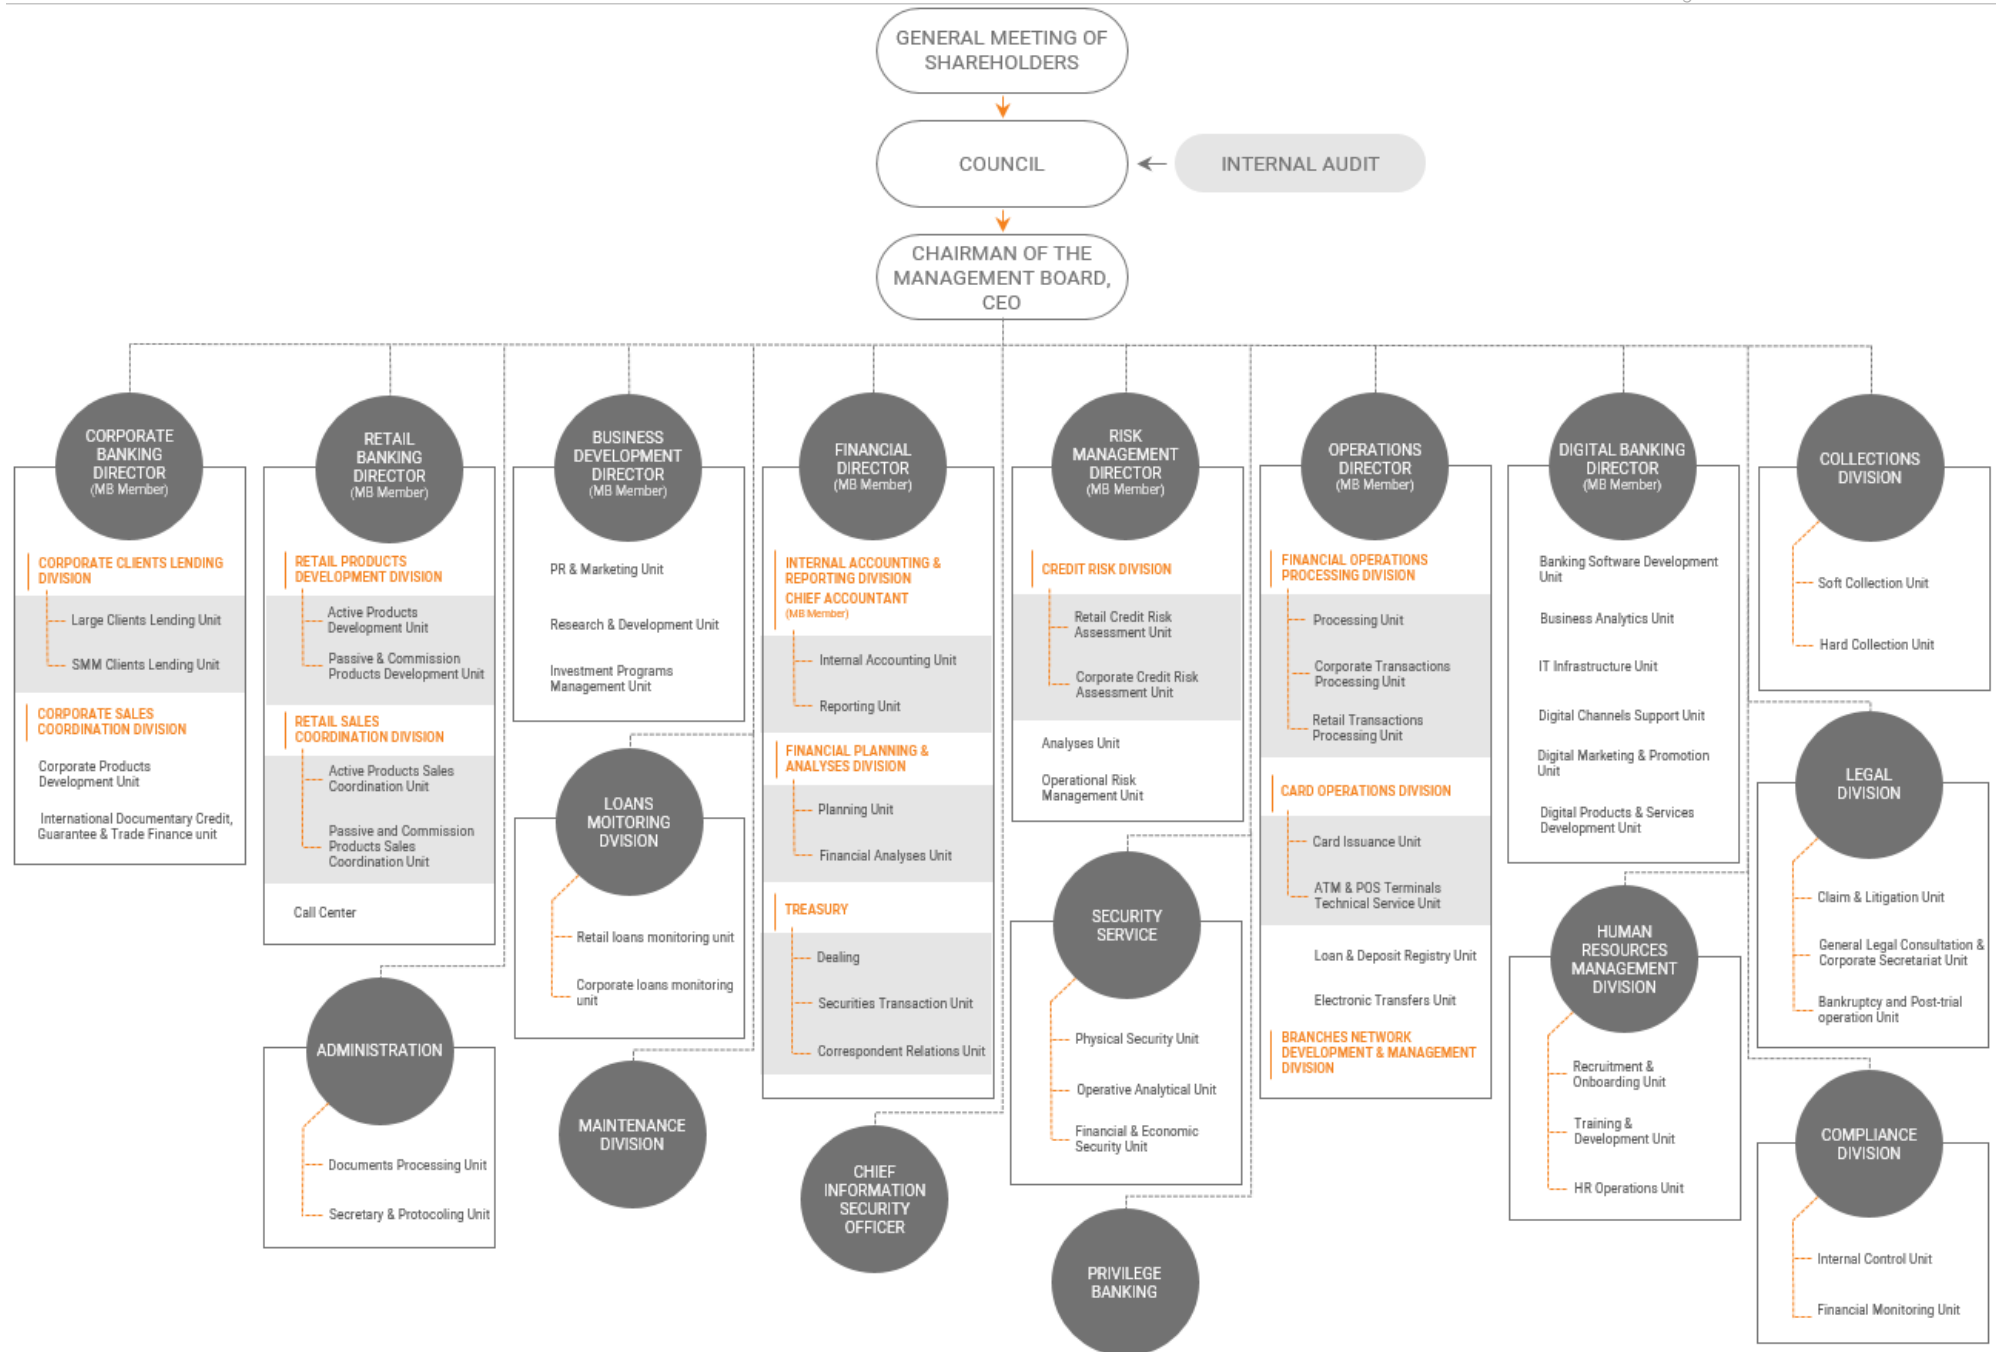 GENERAL MEETING OF
SHAREHOLDERS
COUNCIL
INTERNAL AUDIT
CHAIRMAN OF THE
MANAGEMENT BOARD,
CEO
CORPORATE
BANKING
DIRECTOR
(MB Member)
CORPORATE CLIENTS LENDING
DIVISION
Large Clients Lending Unit
SMM Clients Lending Unit
CORPORATE SALES
COORDINATION DIVISION
Corporate Products
Development Unit
International Documentary Credit,
Guarantee & Trade Finance unit
RETAIL
BANKING
DIRECTOR
(MB Member)
RETAIL PRODUCTS
DEVELOPMENT DIVISION
Active Products
Development Unit
Passive & Commission
Products Development Unit
RETAIL SALES
COORDINATION DIVISION
Active Products Sales
Coordination Unit
Passive and Commission
Products Sales
Coordination Unit
Call Center
ADMINISTRATION
Documents Processing Unit
Secretary & Protocoling Unit
BUSINESS
DEVELOPMENT
DIRECTOR
(MB Member)
PR & Marketing Unit
Research & Development Unit
Investment Programs
Management Unit
LOANS
MOITORING
DVISION
Retail loans monitoring unit
Corporate loans monitoring
unit
MAINTENANCE
DIVISION
FINANCIAL
DIRECTOR
(MB Member)
INTERNAL ACCOUNTING &
REPORTING DIVISION
CHIEF ACCOUNTANT
(MB Member)
Internal Accounting Unit
Reporting Unit
FINANCIAL PLANNING &
ANALYSES DIVISION
Planning Unit
Financial Analyses Unit
TREASURY
Dealing
Securities Transaction Unit
Correspondent Relations Unit
CHIEF
INFORMATION
SECURITY
OFFICER
RISK
MANAGEMENT
DIRECTOR
(MB Member)
CREDIT RISK DIVISION
Retail Credit Risk
Assessment Unit
Corporate Credit Risk
Assessment Unit
Analyses Unit
Operational Risk
Management Unit
SECURITY
SERVICE
Physical Security Unit
Operative Analytical Unit
Financial & Economic
Security Unit
PRIVILEGE
BANKING
OPERATIONS
DIRECTOR
(MB Member)
FINANCIAL OPERATIONS
PROCESSING DIVISION
Processing Unit
Corporate Transactions
Processing Unit
Retail Transactions
Processing Unit
CARD OPERATIONS DIVISION
Card Issuance Unit
ATM & POS Terminals
Technical Service Unit
Loan & Deposit Registry Unit
Electronic Transfers Unit
BRANCHES NETWORK
DEVELOPMENT & MANAGEMENT
DIVISION
DIGITAL BANKING
DIRECTOR
(MB Member)
Banking Software Development
Unit
Business Analytics Unit
IT Infrastructure Unit
Digital Channels Support Unit
Digital Marketing & Promotion
Unit
Digital Products & Services
Development Unit
HUMAN
RESOURCES
MANAGEMENT
DIVISION
Recruitment &
Onboarding Unit
Training &
Development Unit
HR Operations Unit
COLLECTIONS
DIVISION
Soft Collection Unit
Hard Collection Unit
LEGAL
DIVISION
Claim & Litigation Unit
General Legal Consultation &
Corporate Secretariat Unit
Bankruptcy and Post-trial
operation Unit
COMPLIANCE
DIVISION
Internal Control Unit
Financial Monitoring Unit